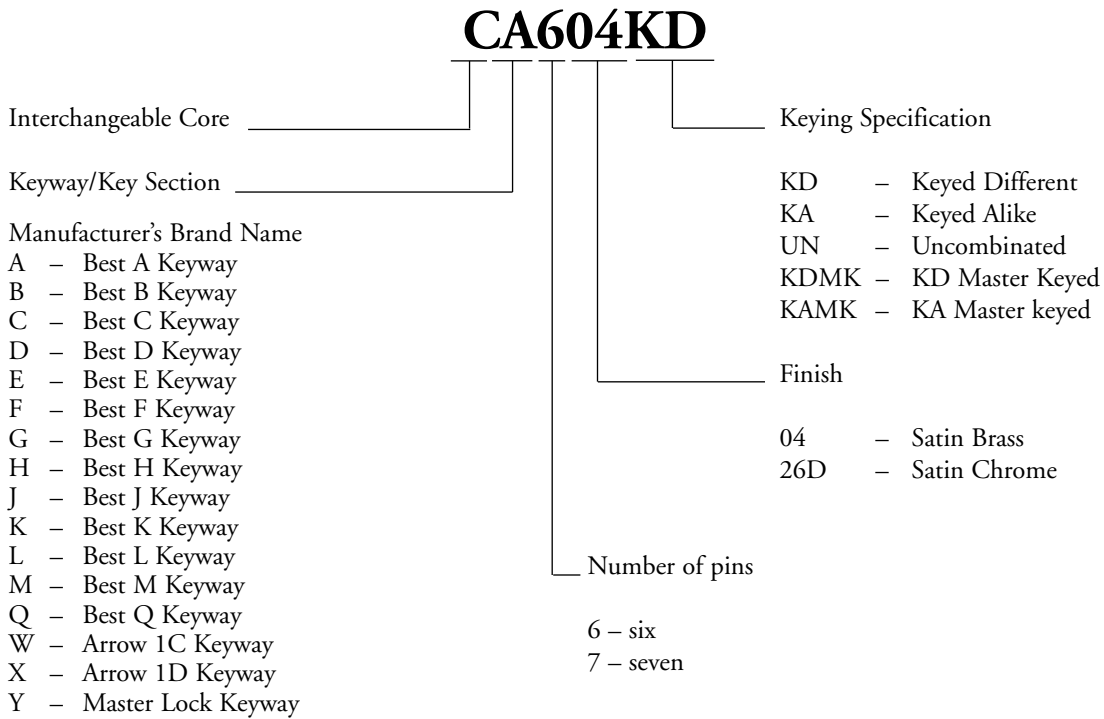 CA604KD
Interchangeable Core
Keyway/Key Section
Manufacturer's Brand Name
A – Best A Keyway
B – Best B Keyway
C – Best C Keyway
D – Best D Keyway
E – Best E Keyway
F – Best F Keyway
G – Best G Keyway
H – Best H Keyway
J – Best J Keyway
K – Best K Keyway
L – Best L Keyway
M – Best M Keyway
Q – Best Q Keyway
W – Arrow 1C Keyway
X – Arrow 1D Keyway
Y – Master Lock Keyway
Number of pins
6 – six
7 – seven
Keying Specification
KD – Keyed Different
KA – Keyed Alike
UN – Uncombinated
KDMK – KD Master Keyed
KAMK – KA Master keyed
Finish
04 – Satin Brass
26D – Satin Chrome